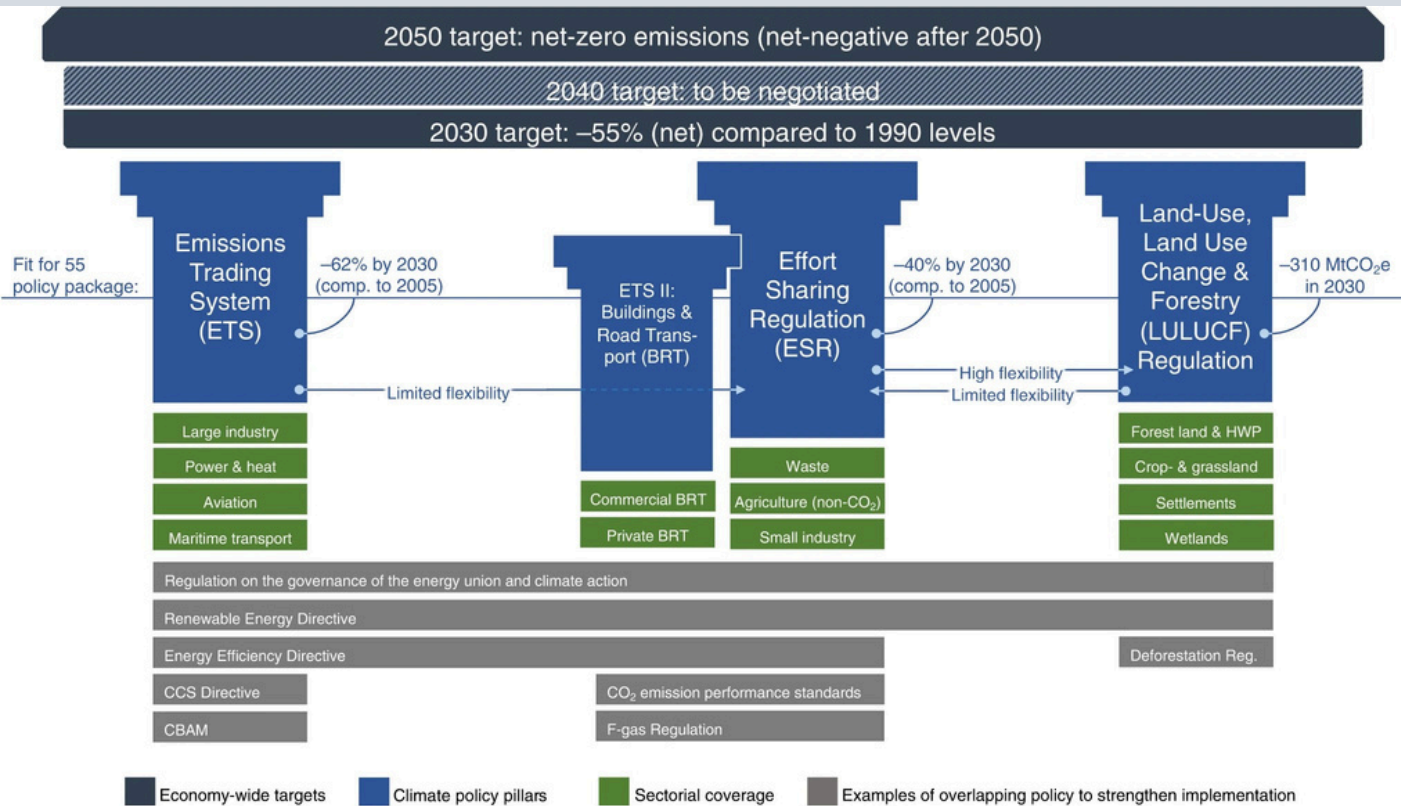 2050 target: net-zero emissions (net-negative after 2050)
2040 target: to be negotiated
2030 target: –55% (net) compared to 1990 levels
Fit for 55
policy package:
Emissions
Trading
System
(ETS)
–62% by 2030
(comp. to 2005)
ETS II:
Buildings &
Road Trans-
port (BRT)
Effort
Sharing
Regulation
(ESR)
–40% by 2030
(comp. to 2005)
Land-Use,
Land Use
Change &
Forestry
(LULUCF)
Regulation
–310 MtCO₂e
in 2030
Limited flexibility
High flexibility
Limited flexibility
Large industry
Power & heat
Aviation
Maritime transport
Commercial BRT
Private BRT
Waste
Agriculture (non-CO₂)
Small industry
Forest land & HWP
Crop- & grassland
Settlements
Wetlands
Regulation on the governance of the energy union and climate action
Renewable Energy Directive
Energy Efficiency Directive
Deforestation Reg.
CCS Directive
CO₂ emission performance standards
CBAM
F-gas Regulation
Economy-wide targets
Climate policy pillars
Sectorial coverage
Examples of overlapping policy to strengthen implementation